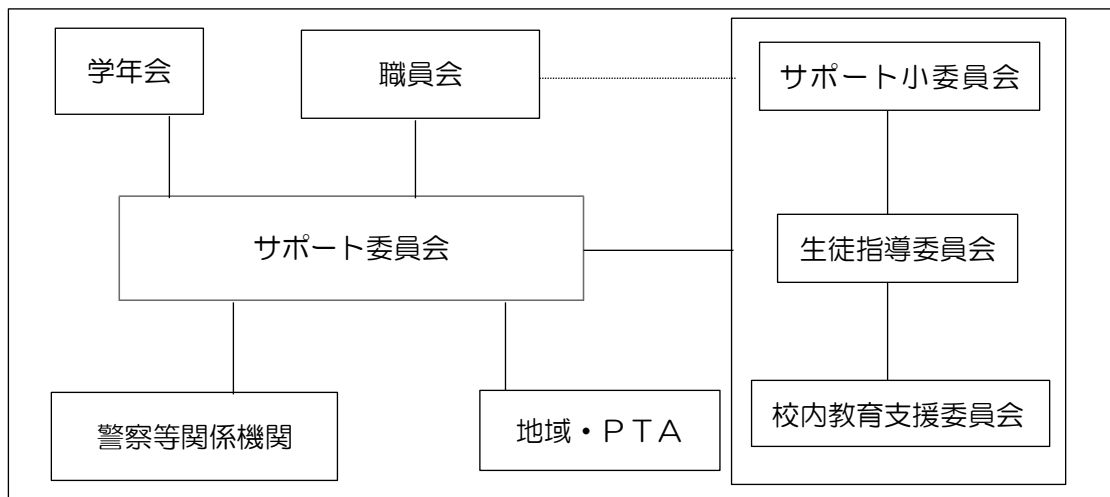 学年会
職員会
サポート小委員会
サポート委員会
生徒指導委員会
警察等関係機関
地域・ＰＴＡ
校内教育支援委員会